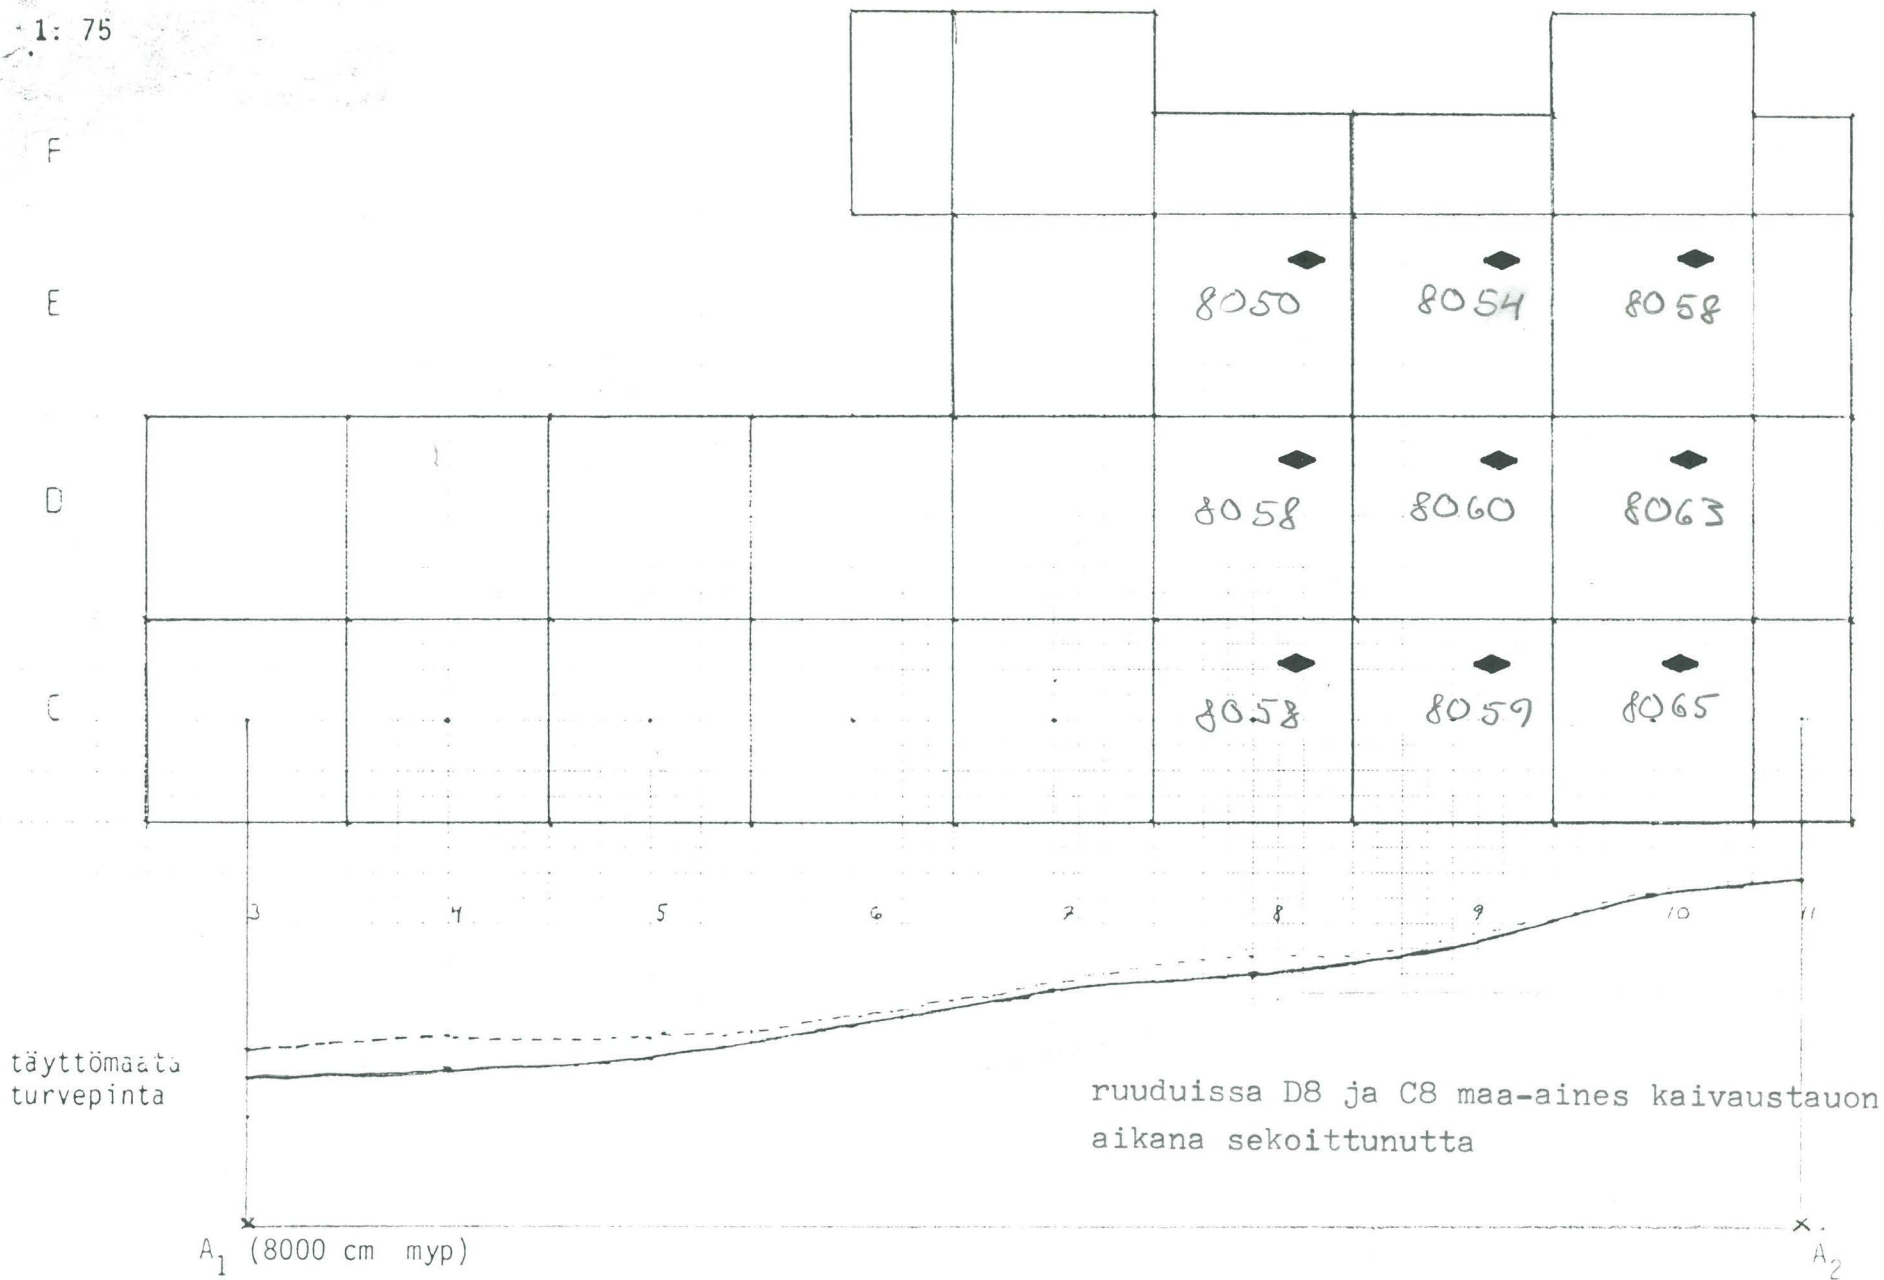 1: 75
F
E
8050 8054 8058
D
8058 8060 8063
C
8058 8059 8065
3 4 5 6 7 8 9 10 11
täyttömaata
turvepinta
ruuduissa D8 ja C8 maa-aines kaivaustauon
aikana sekoittunutta
A1 (8000 cm myp)
A2